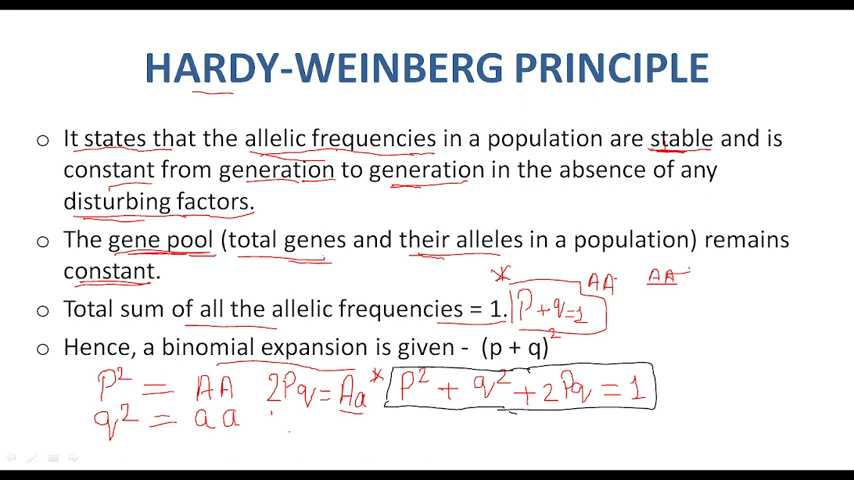 HARDY-WEINBERG PRINCIPLE
o It states that the allelic frequencies in a population are stable and is
constant from generation to generation in the absence of any
disturbing factors.
o The gene pool (total genes and their alleles in a population) remains
constant.
* AA AA
o Total sum of all the allelic frequencies = 1. P+q=1
o Hence, a binomial expansion is given - (p + q)²
P² = AA 2Pq = Aa * P² + q² + 2Pq = 1
q² = aa